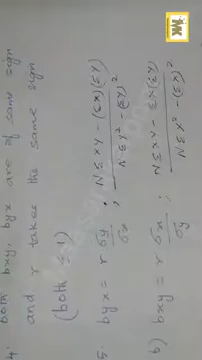 4. both bxy, byx are of same sign
and r takes the same sign
(both ≤ 1)
5. byx = r σy/σx ; NΣxy - (Σx)(Σy) / NΣx² - (Σx)²
6) bxy = r σx/σy ; NΣxy - (Σx)(Σy) / NΣy² - (Σy)²